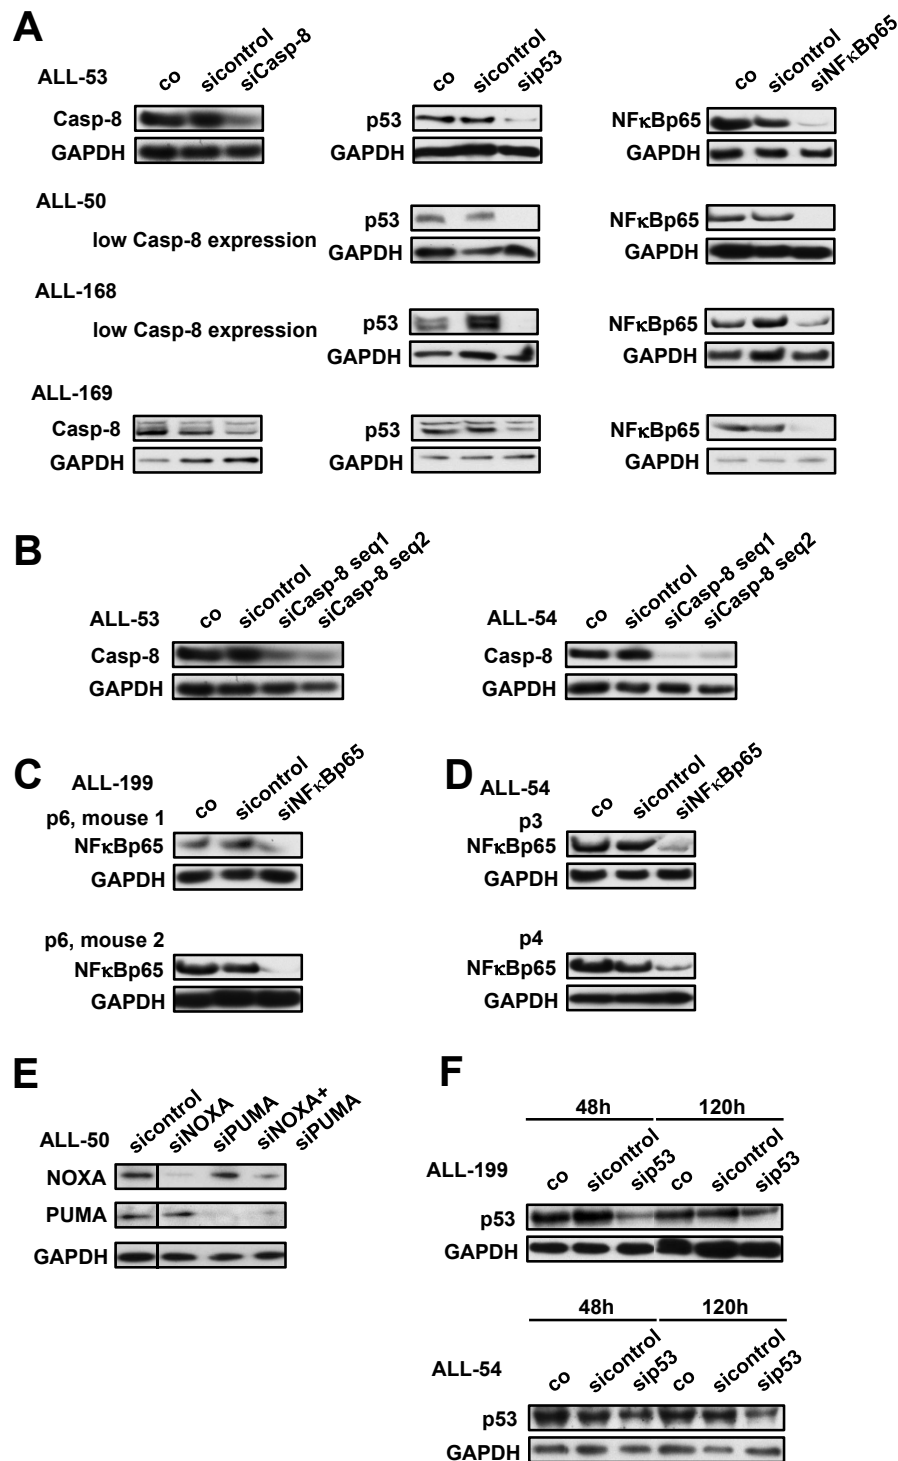 A
co sicontrol siCasp-8 co sicontrol sip53 co sicontrol siNFκBp65
ALL-53
Casp-8 p53 NFκBp65
GAPDH GAPDH GAPDH
ALL-50
low Casp-8 expression p53 NFκBp65
GAPDH GAPDH
ALL-168
low Casp-8 expression p53 NFκBp65
GAPDH GAPDH
ALL-169
Casp-8 p53 NFκBp65
GAPDH GAPDH GAPDH
B
co sicontrol siCasp-8 seq1 siCasp-8 seq2 co sicontrol siCasp-8 seq1 siCasp-8 seq2
ALL-53 ALL-54
Casp-8 Casp-8
GAPDH GAPDH
C
ALL-199
co sicontrol siNFκBp65
p6, mouse 1
NFκBp65
GAPDH
p6, mouse 2
NFκBp65
GAPDH
D
ALL-54
co sicontrol siNFκBp65
p3
NFκBp65
GAPDH
p4
NFκBp65
GAPDH
E
sicontrol siNOXA siPUMA siNOXA+ siPUMA
ALL-50
NOXA
PUMA
GAPDH
F
48h 120h
ALL-199
co sicontrol sip53 co sicontrol sip53
p53
GAPDH
48h 120h
ALL-54
co sicontrol sip53 co sicontrol sip53
p53
GAPDH